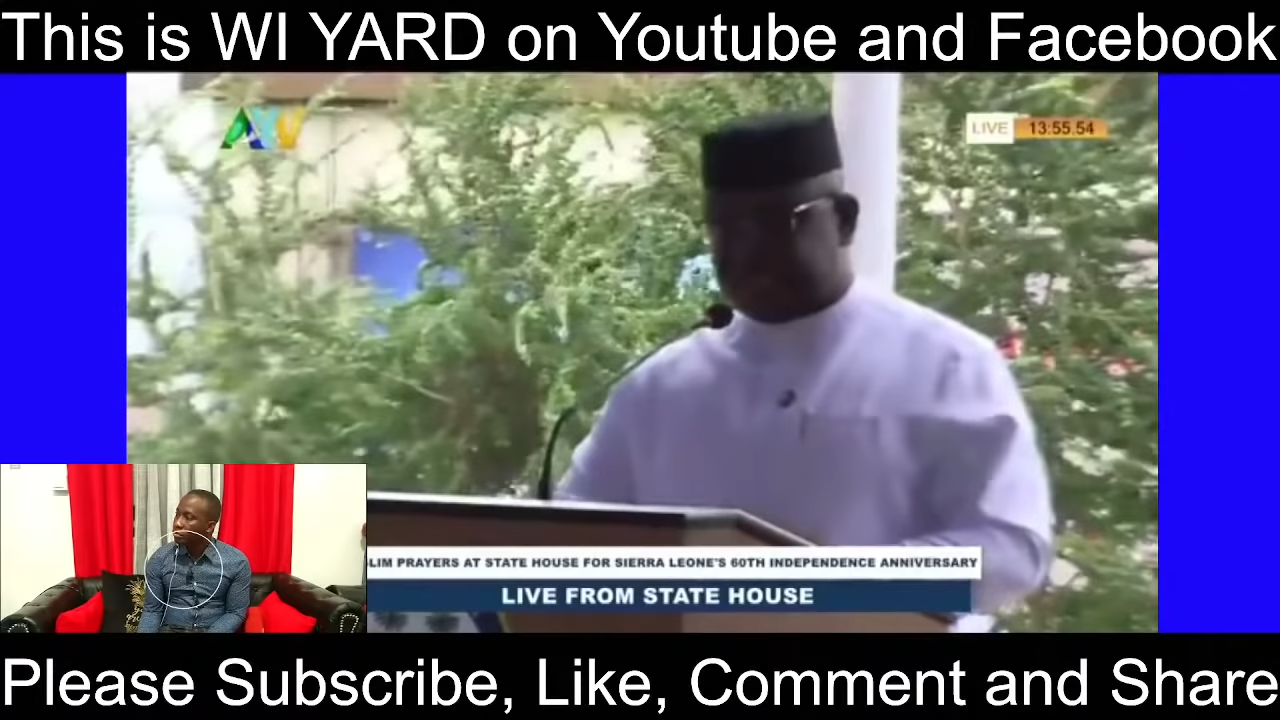 This is WI YARD on Youtube and Facebook
AYV
LIVE 13:55.54
LIM PRAYERS AT STATE HOUSE FOR SIERRA LEONE'S 60TH INDEPENDENCE ANNIVERSARY
LIVE FROM STATE HOUSE
Please Subscribe, Like, Comment and Share